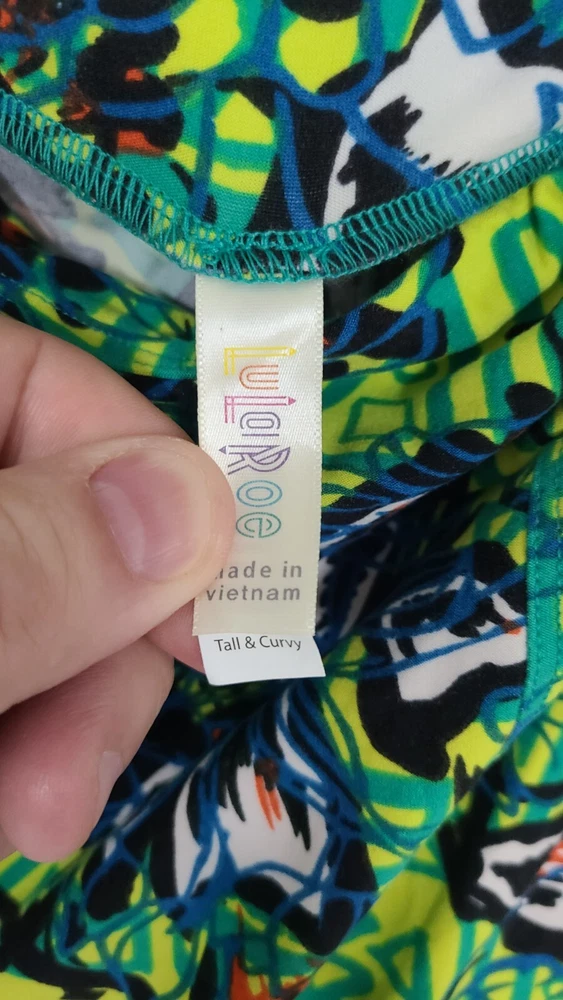 LuLaRoe
made in
vietnam
Tall & Curvy